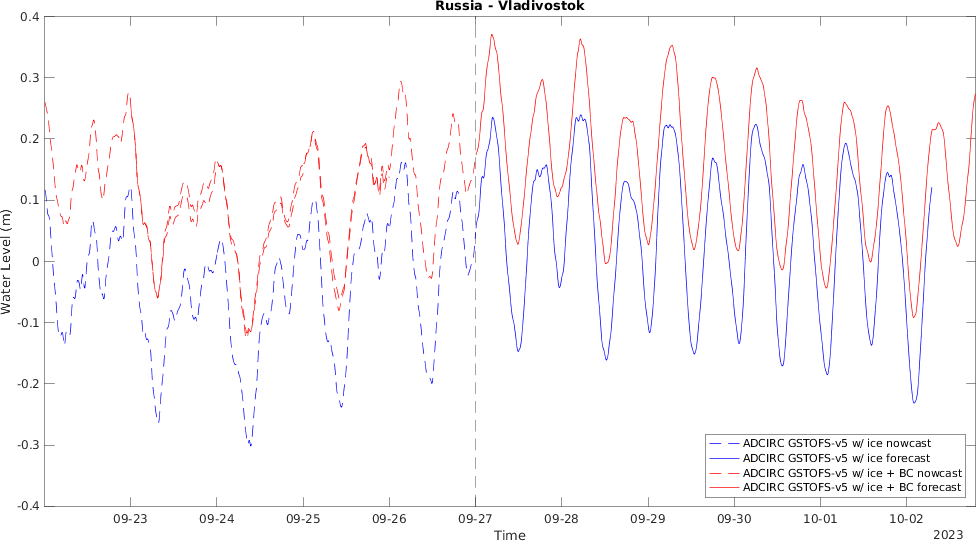 Russia - Vladivostok
0.4
0.3
0.2
0.1
0
-0.1
-0.2
-0.3
-0.4
Water Level (m)
09-23 09-24 09-25 09-26 09-27 09-28 09-29 09-30 10-01 10-02
Time
2023
ADCIRC GSTOFS-v5 w/ ice nowcast
ADCIRC GSTOFS-v5 w/ ice forecast
ADCIRC GSTOFS-v5 w/ ice + BC nowcast
ADCIRC GSTOFS-v5 w/ ice + BC forecast